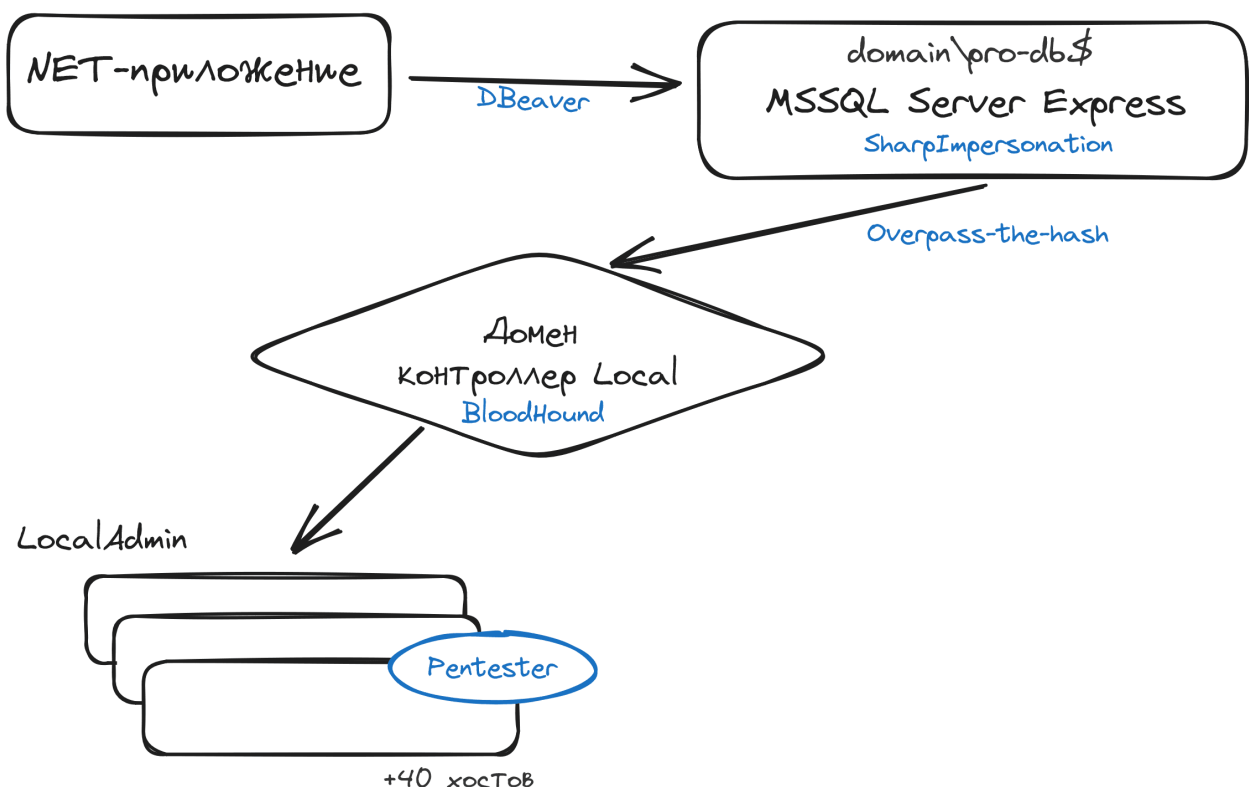 NET-приложение
DBeaver
domain\pro-db$
MSSQL Server Express
SharpImpersonation
Overpass-the-hash
Домен
контроллер Local
BloodHound
LocalAdmin
Pentester
+40 хостов